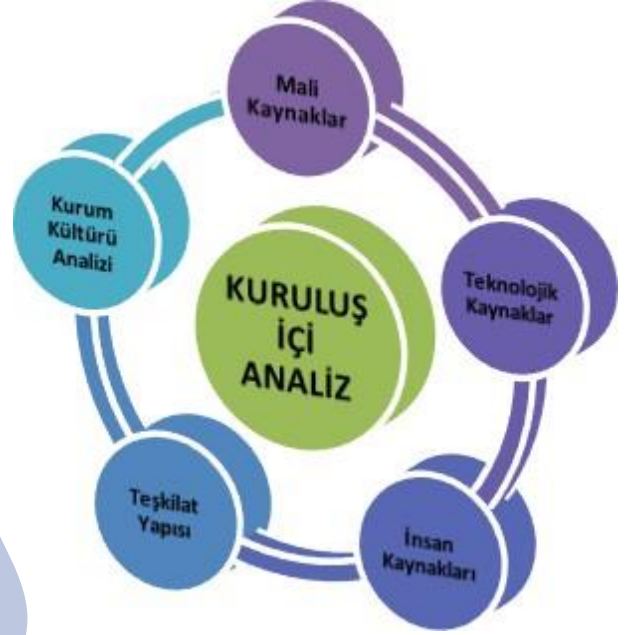 Mali
Kaynaklar
Teknolojik
Kaynaklar
İnsan
Kaynakları
Teşkilat
Yapısı
Kurum
Kültürü
Analizi
KURULUŞ
İÇİ
ANALİZ